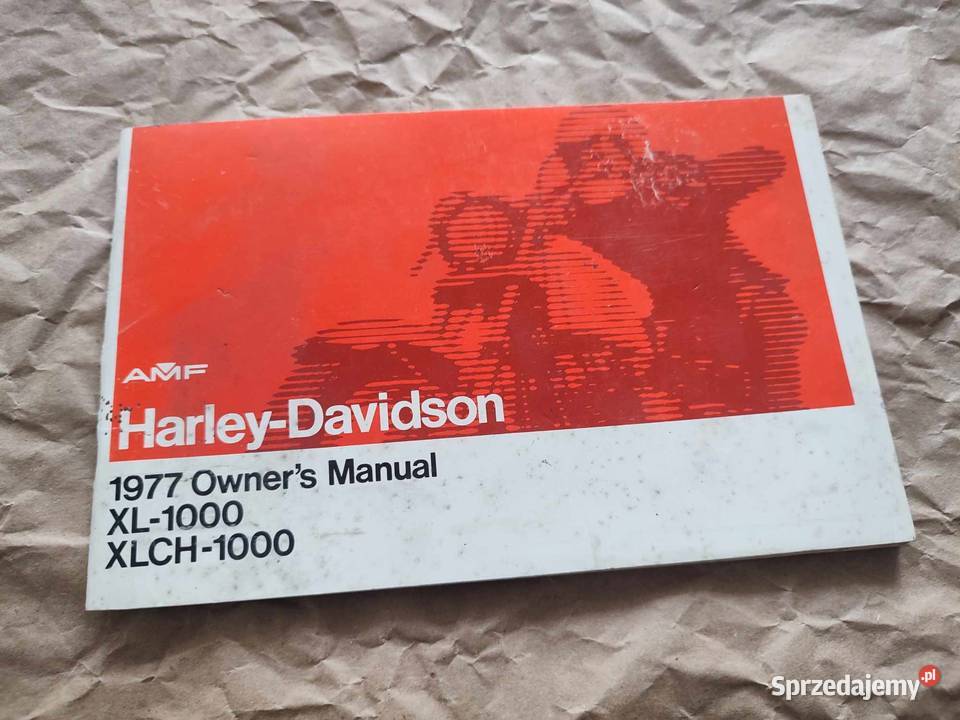 AMF
Harley-Davidson
1977 Owner's Manual
XL-1000
XLCH-1000
Sprzedajemy.pl